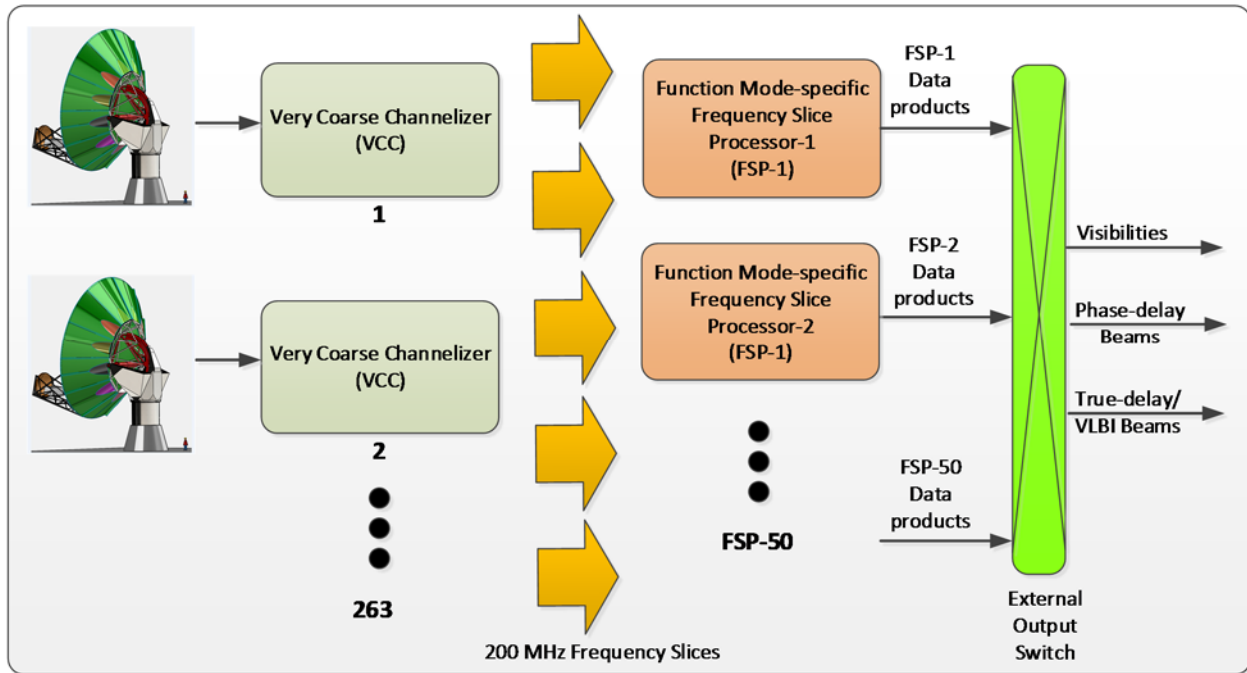 Very Coarse Channelizer
(VCC)
1
Very Coarse Channelizer
(VCC)
2
263
200 MHz Frequency Slices
Function Mode-specific
Frequency Slice
Processor-1
(FSP-1)
Function Mode-specific
Frequency Slice
Processor-2
(FSP-1)
FSP-50
FSP-1
Data
products
FSP-2
Data
products
FSP-50
Data
products
External
Output
Switch
Visibilities
Phase-delay
Beams
True-delay/
VLBI Beams